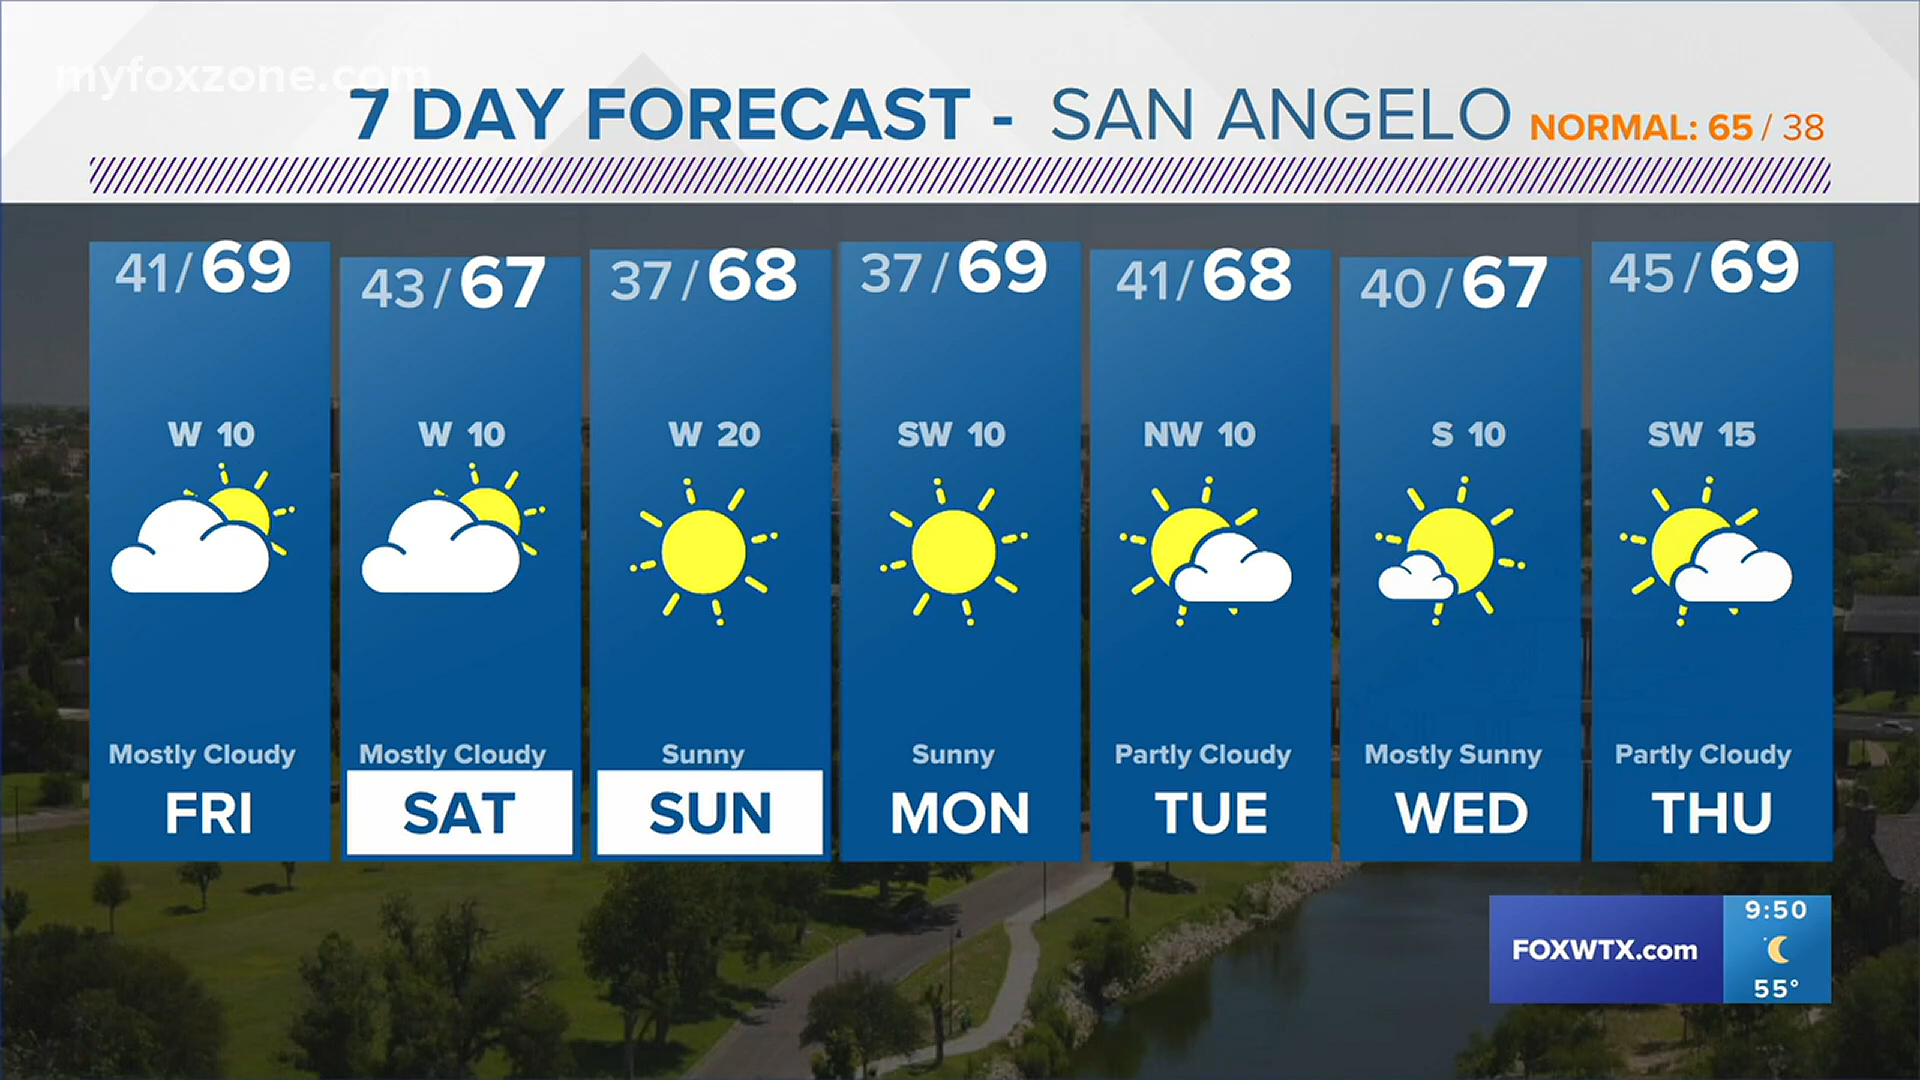 myfoxzone.com
7 DAY FORECAST - SAN ANGELO NORMAL: 65 / 38
41/69 43/67 37/68 37/69 41/68 40/67 45/69
W 10 W 10 W 20 SW 10 NW 10 S 10 SW 15
Mostly Cloudy Mostly Cloudy Sunny Sunny Partly Cloudy Mostly Sunny Partly Cloudy
FRI SAT SUN MON TUE WED THU
9:50
FOXWTX.com
55°